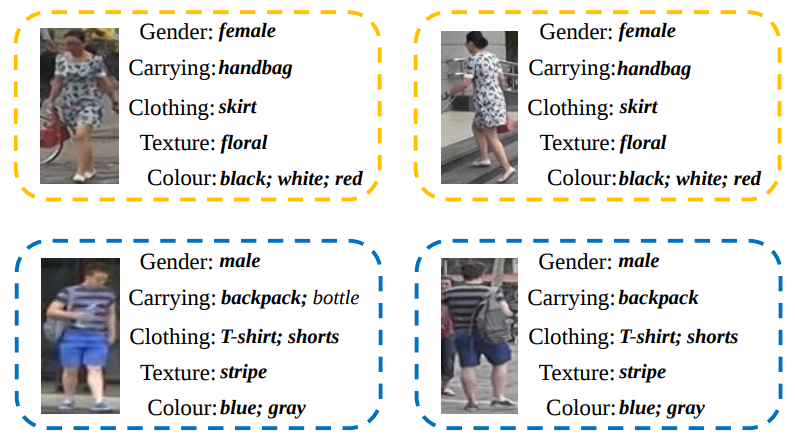 Gender: female
Carrying:handbag
Clothing: skirt
Texture: floral
Colour:black; white; red
Gender: female
Carrying:handbag
Clothing: skirt
Texture: floral
Colour:black; white; red
Gender: male
Carrying: backpack; bottle
Clothing: T-shirt; shorts
Texture: stripe
Colour: blue; gray
Gender: male
Carrying: backpack
Clothing: T-shirt; shorts
Texture: stripe
Colour: blue; gray